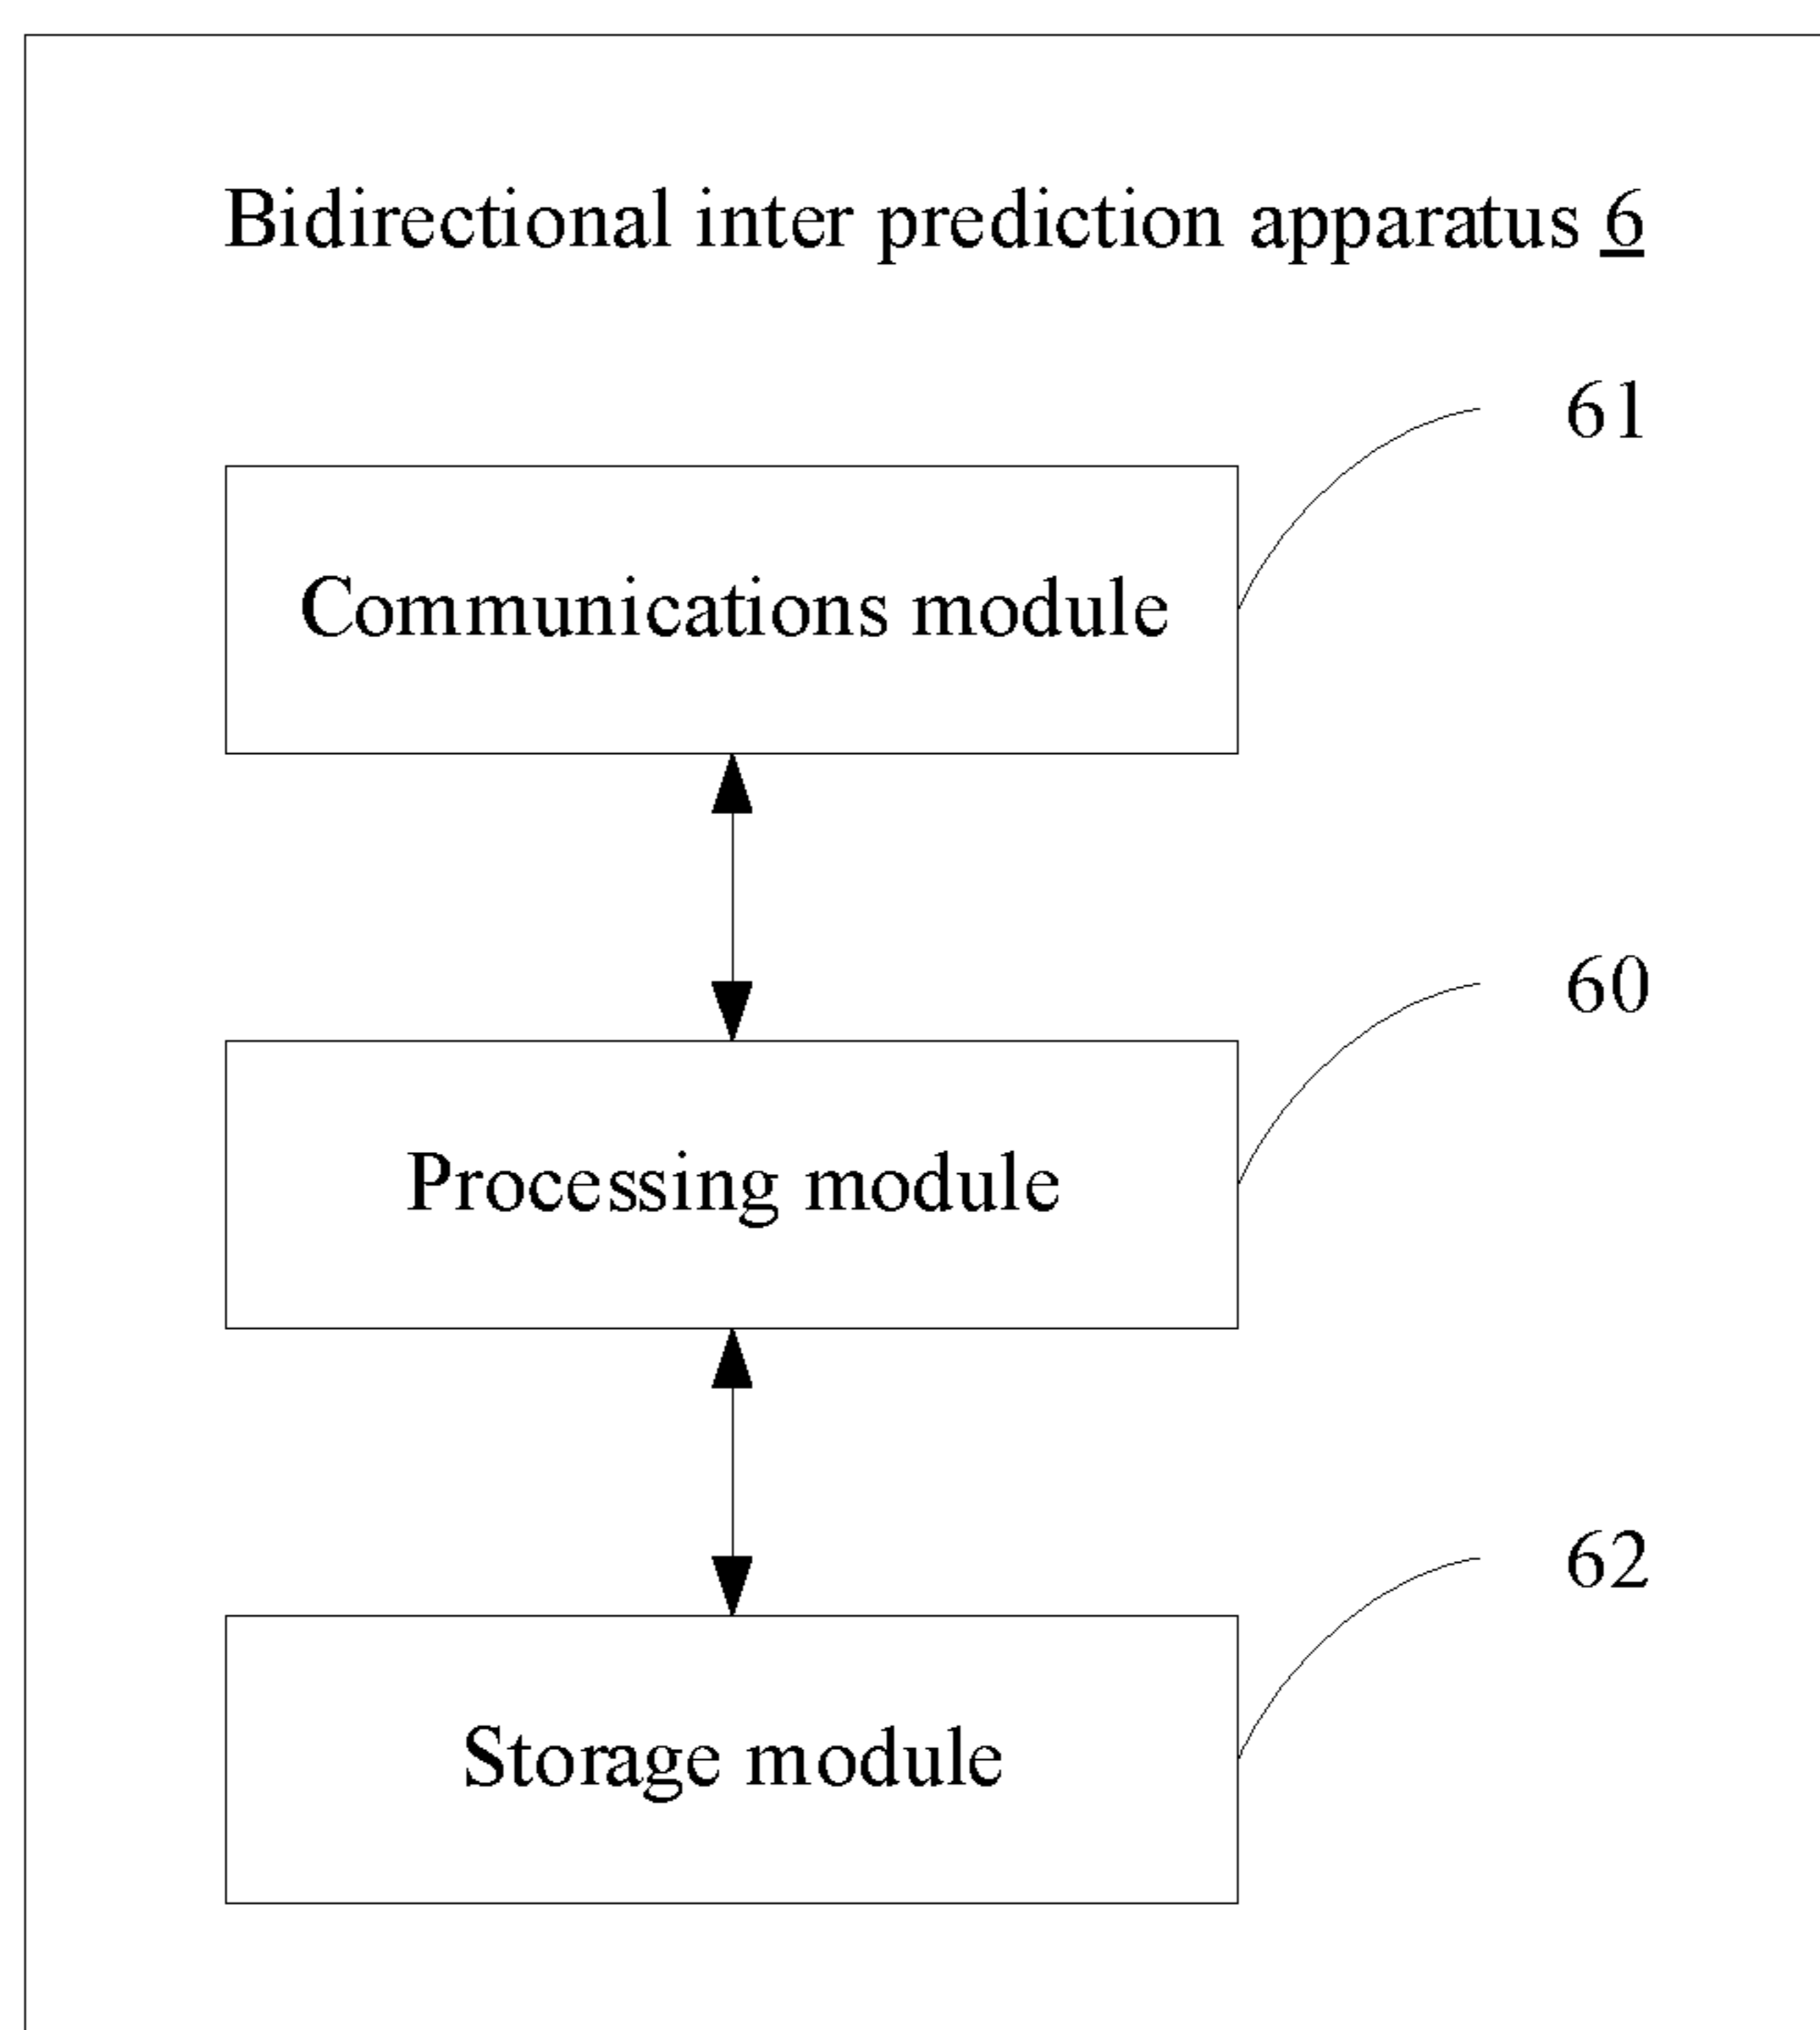 Bidirectional inter prediction apparatus 6
61
Communications module
60
Processing module
62
Storage module